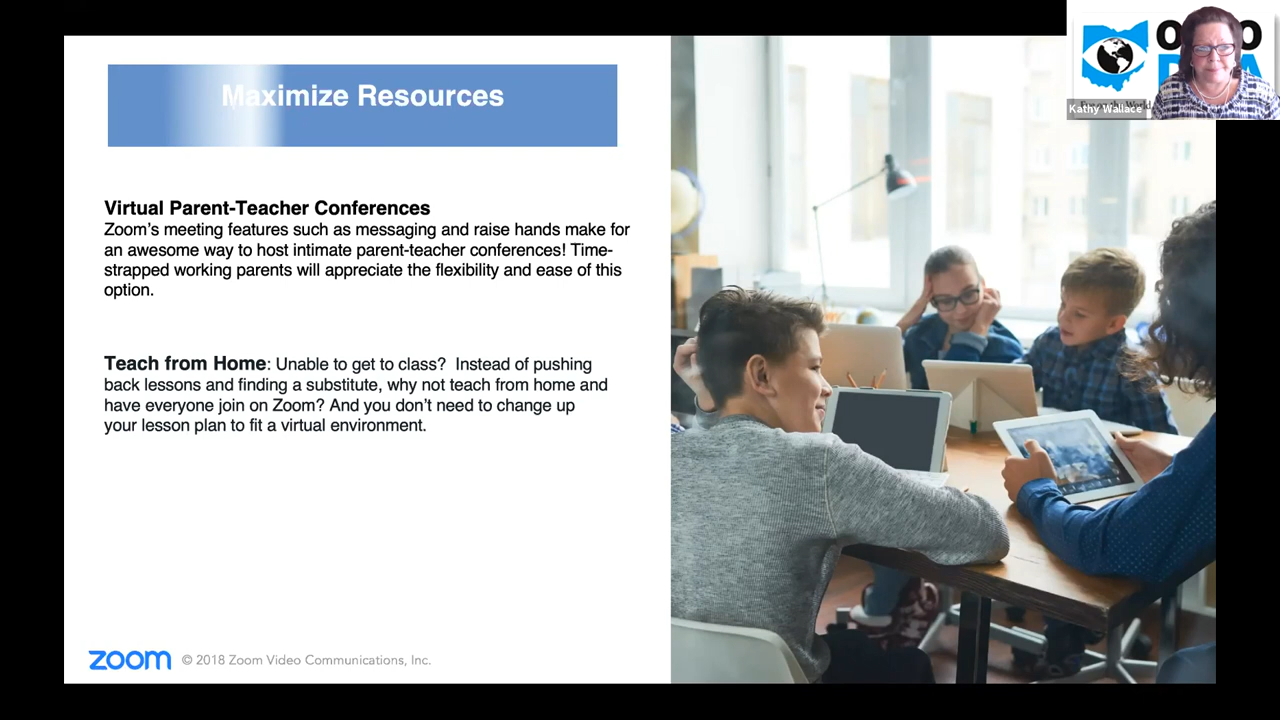 Maximize Resources
Virtual Parent-Teacher Conferences
Zoom’s meeting features such as messaging and raise hands make for
an awesome way to host intimate parent-teacher conferences! Time-
strapped working parents will appreciate the flexibility and ease of this
option.
Teach from Home: Unable to get to class?  Instead of pushing
back lessons and finding a substitute, why not teach from home and
have everyone join on Zoom? And you don’t need to change up
your lesson plan to fit a virtual environment.
zoom © 2018 Zoom Video Communications, Inc.
Kathy Wallace